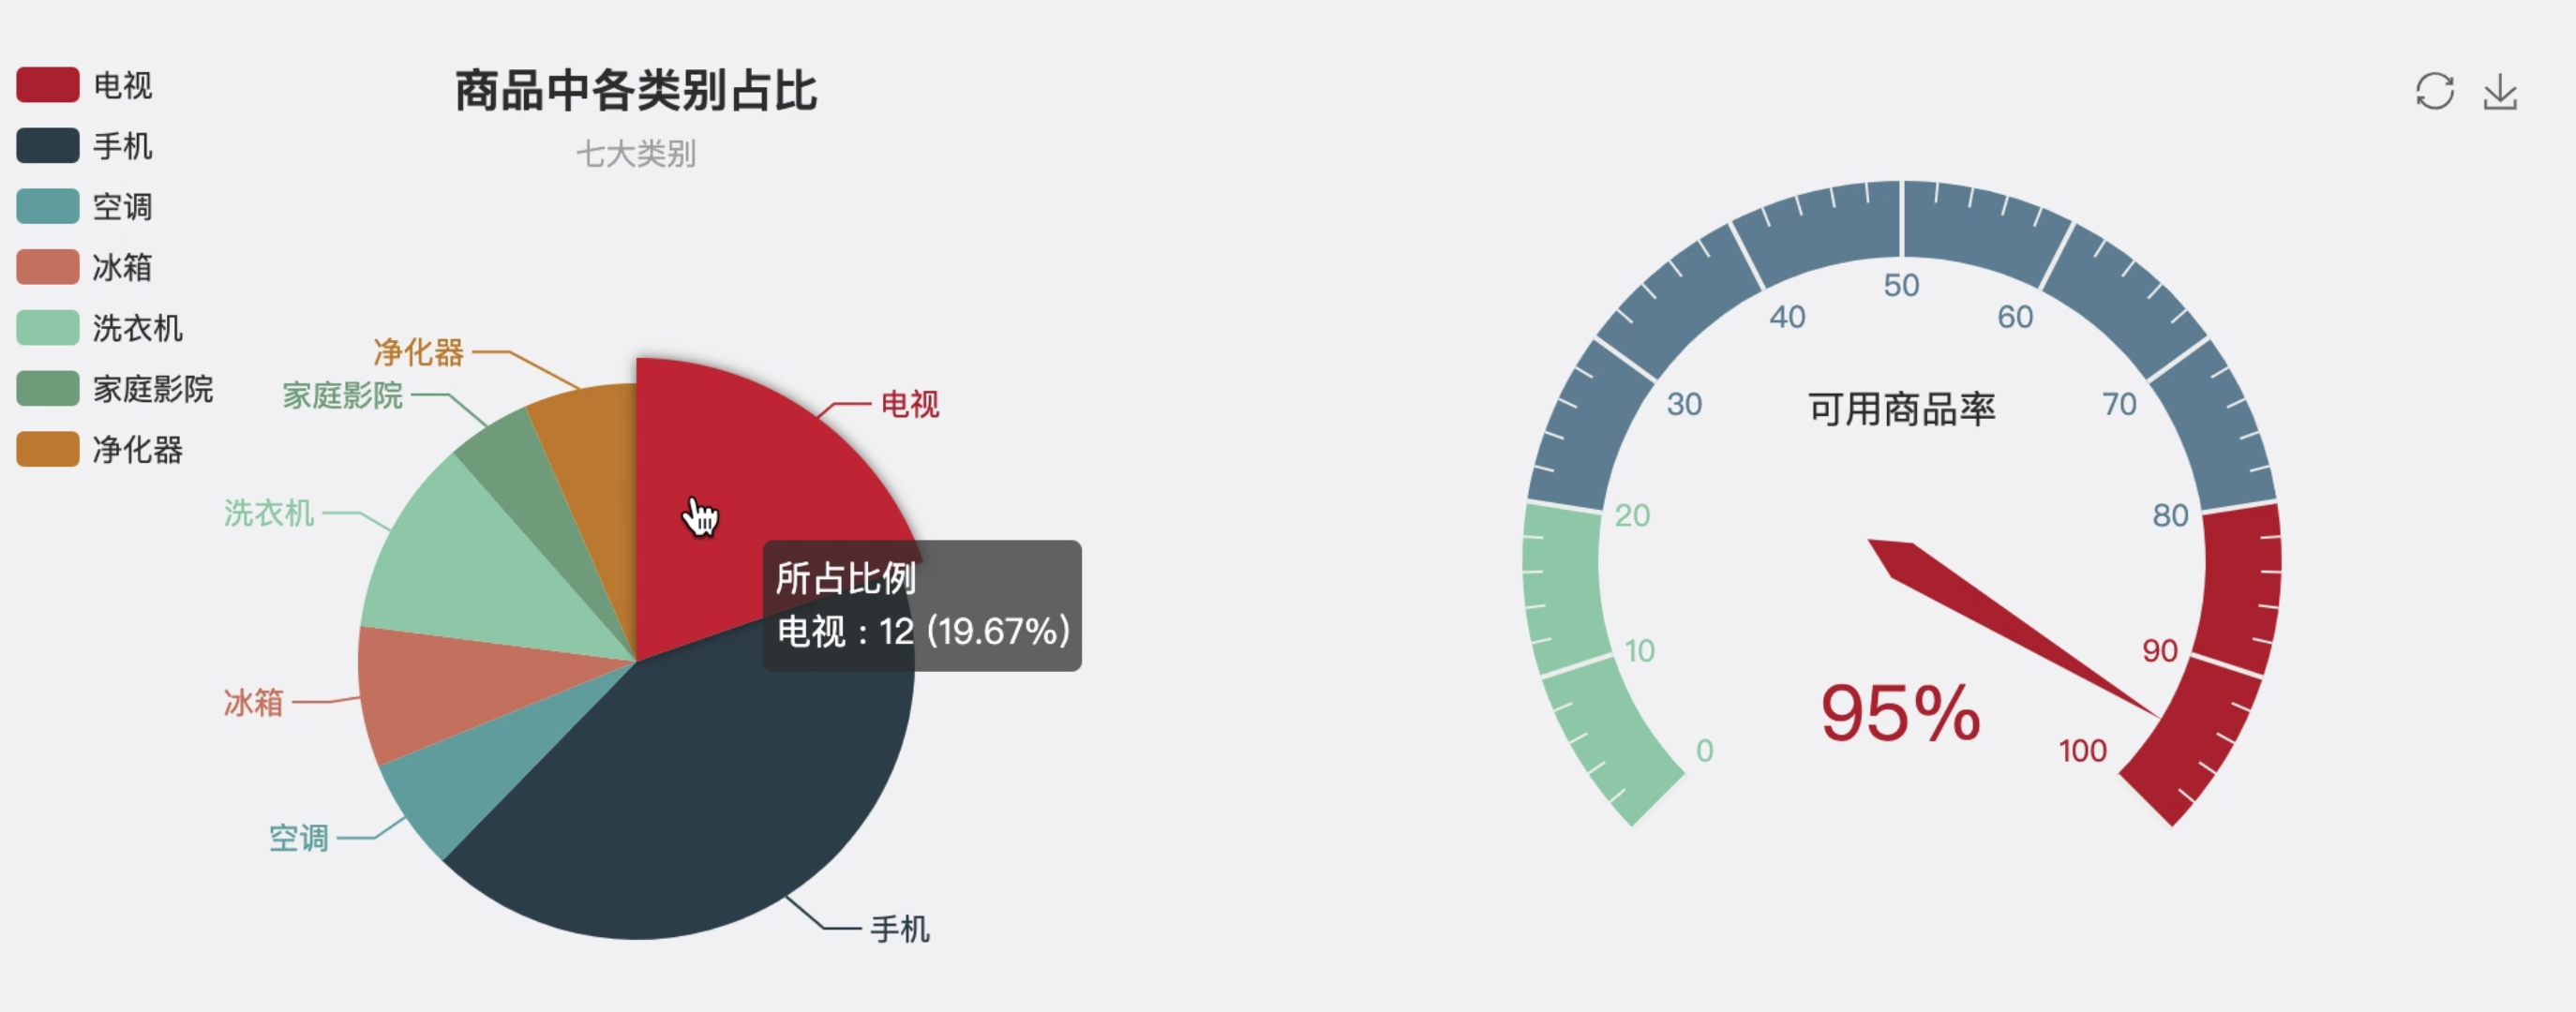 电视
手机
空调
冰箱
洗衣机
家庭影院
净化器
商品中各类别占比
七大类别
净化器
家庭影院
电视
洗衣机
冰箱
空调
手机
所占比例
电视 : 12 (19.67%)
50
40
60
30
可用商品率
70
20
80
10
90
95%
0
100